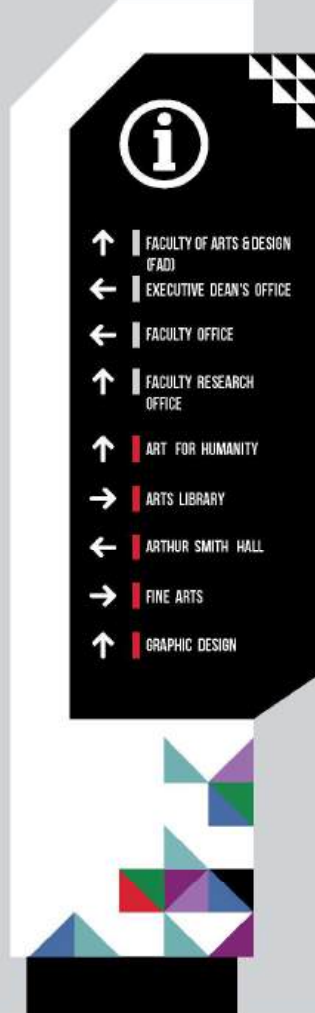 i
FACULTY OF ARTS & DESIGN
(FAD)
EXECUTIVE DEAN'S OFFICE
FACULTY OFFICE
FACULTY RESEARCH
OFFICE
ART FOR HUMANITY
ARTS LIBRARY
ARTHUR SMITH HALL
FINE ARTS
GRAPHIC DESIGN